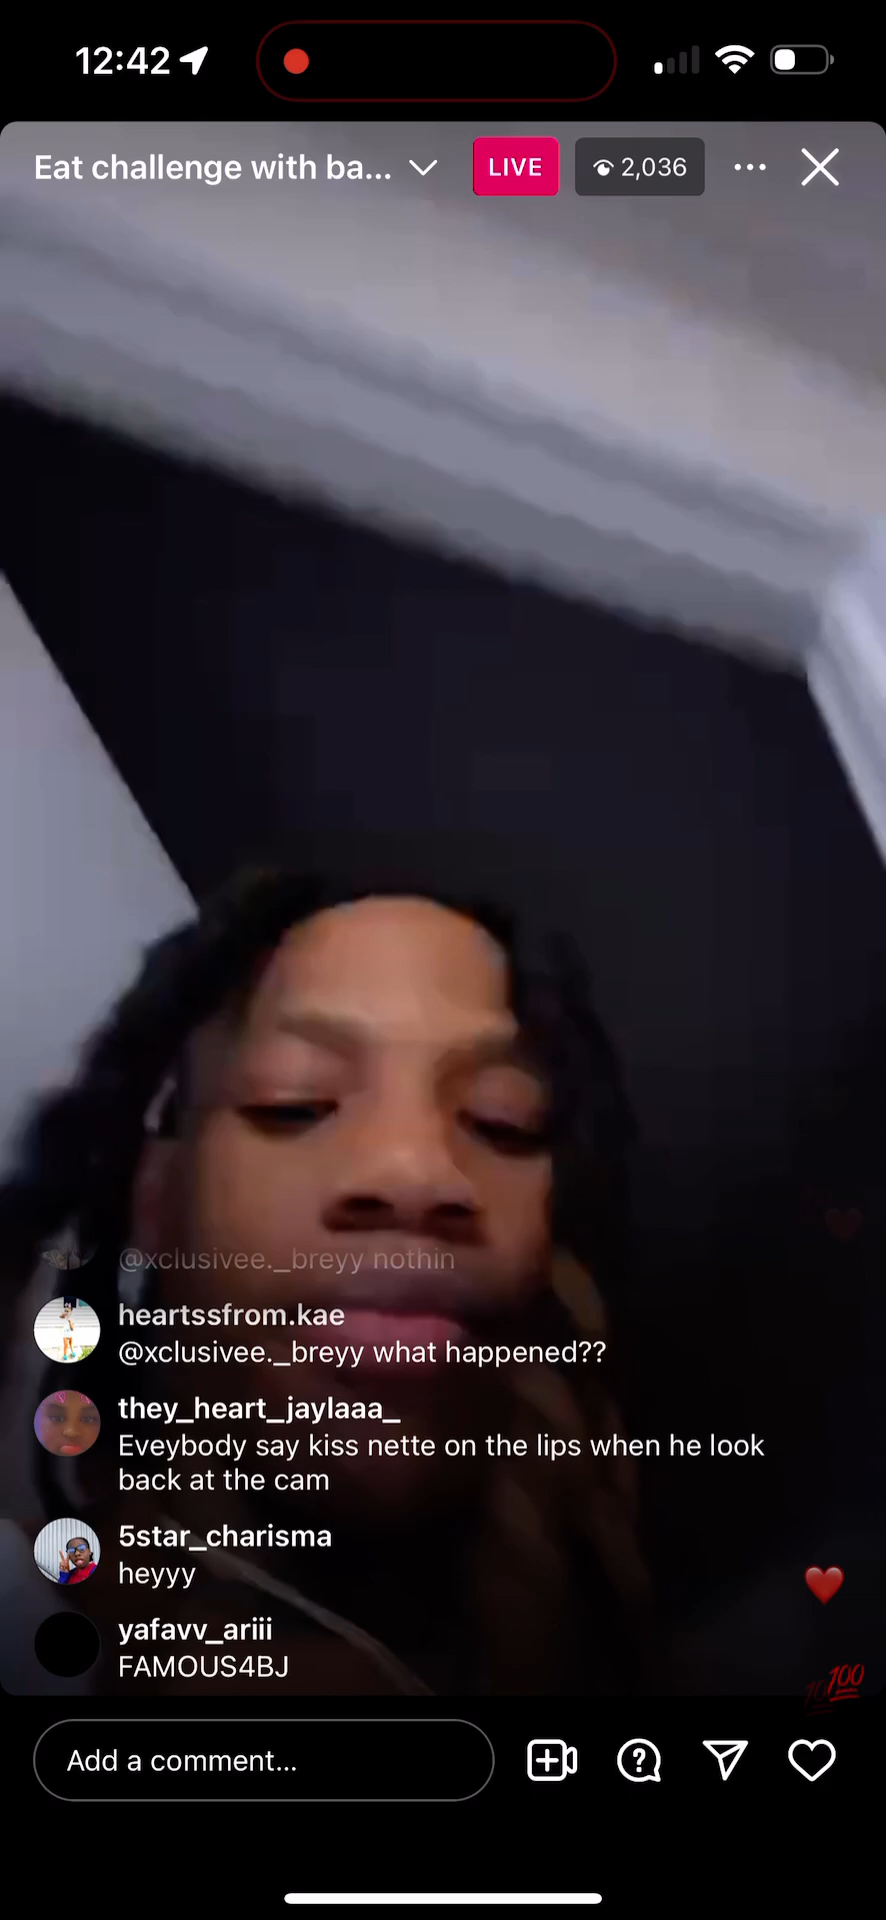 12:42
Eat challenge with ba...
LIVE
2,036
@xclusivee._breyy nothin
heartssfrom.kae
@xclusivee._breyy what happened??
they_heart_jaylaaa_
Eveybody say kiss nette on the lips when he look
back at the cam
5star_charisma
heyyy
yafavv_ariii
FAMOUS4BJ
100
Add a comment...